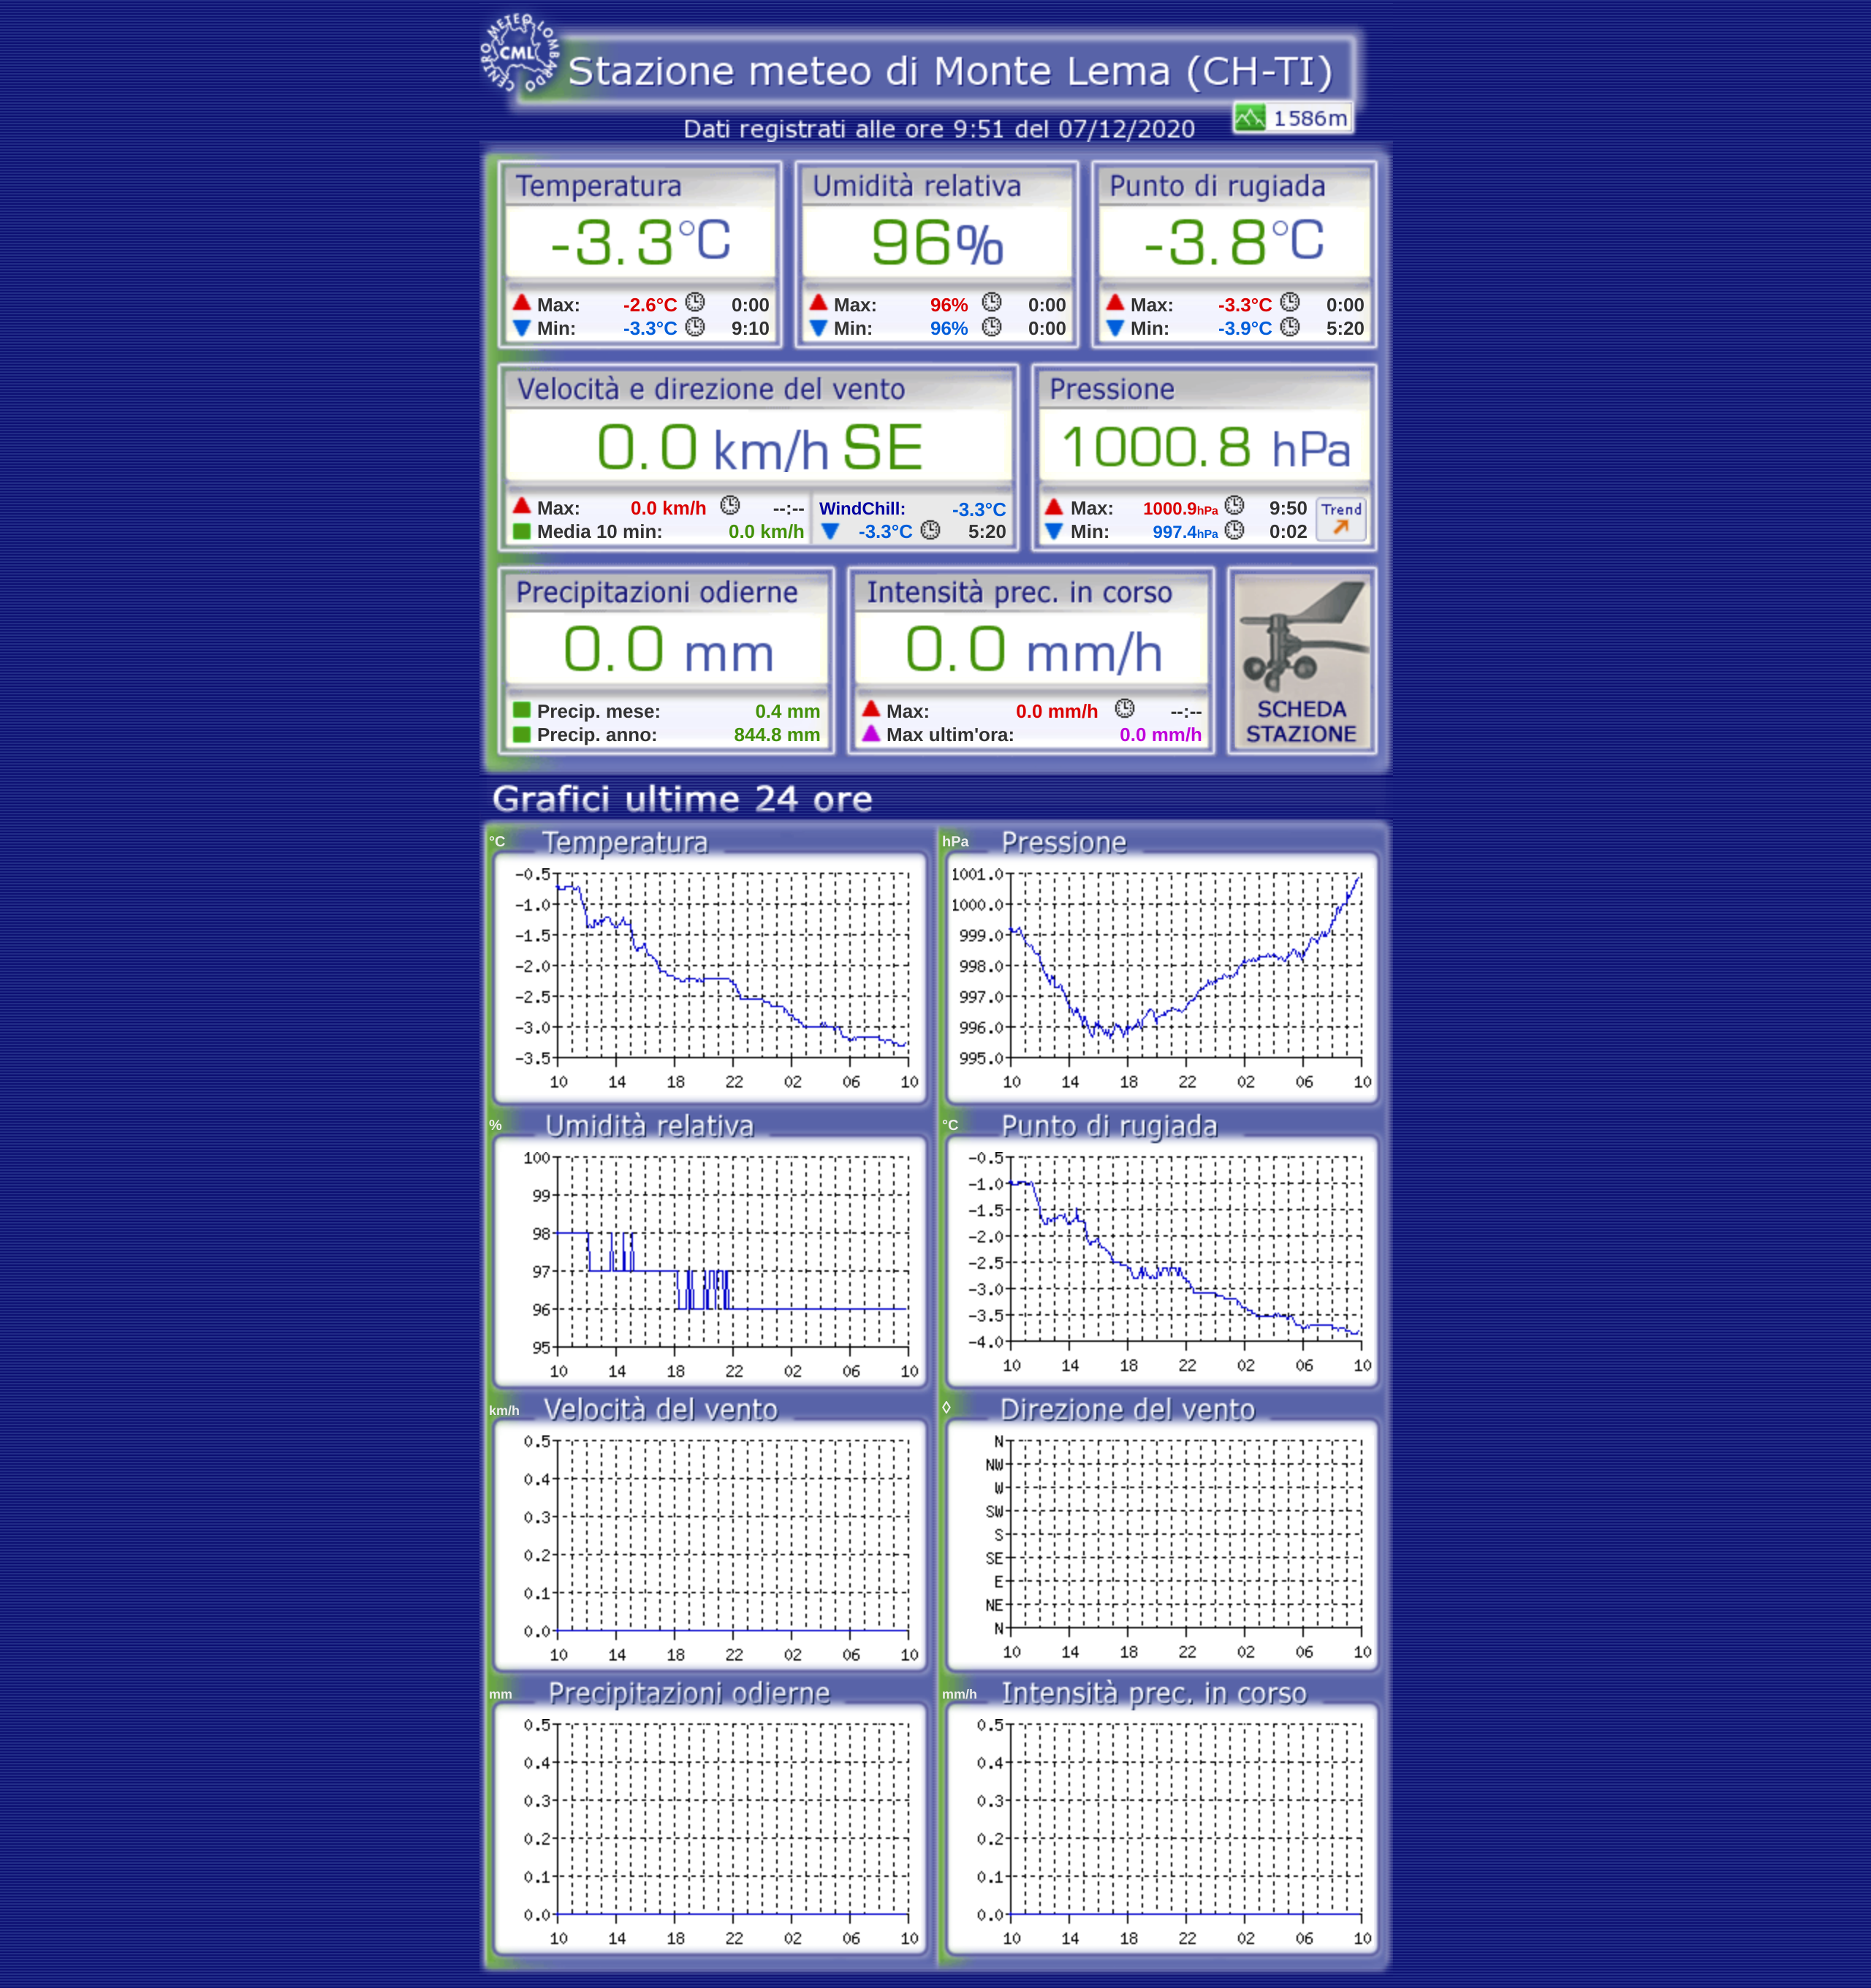 CENTRO METEO LOMBARDO
CML
Stazione meteo di Monte Lema (CH-TI)
1586m
Dati registrati alle ore 9:51 del 07/12/2020
Temperatura
-3.3°C
Max: -2.6°C 0:00
Min: -3.3°C 9:10
Umidità relativa
96%
Max: 96% 0:00
Min: 96% 0:00
Punto di rugiada
-3.8°C
Max: -3.3°C 0:00
Min: -3.9°C 5:20
Velocità e direzione del vento
0.0 km/h SE
Max: 0.0 km/h --:--
Media 10 min: 0.0 km/h
WindChill: -3.3°C
-3.3°C 5:20
Pressione
1000.8 hPa
Max: 1000.9hPa 9:50
Min: 997.4hPa 0:02
Trend
Precipitazioni odierne
0.0 mm
Precip. mese: 0.4 mm
Precip. anno: 844.8 mm
Intensità prec. in corso
0.0 mm/h
Max: 0.0 mm/h --:--
Max ultim'ora: 0.0 mm/h
SCHEDA
STAZIONE
Grafici ultime 24 ore
°C Temperatura
-0.5
-1.0
-1.5
-2.0
-2.5
-3.0
-3.5
10 14 18 22 02 06 10
hPa Pressione
1001.0
1000.0
999.0
998.0
997.0
996.0
995.0
10 14 18 22 02 06 10
% Umidità relativa
100
99
98
97
96
95
10 14 18 22 02 06 10
°C Punto di rugiada
-0.5
-1.0
-1.5
-2.0
-2.5
-3.0
-3.5
-4.0
10 14 18 22 02 06 10
km/h Velocità del vento
0.5
0.4
0.3
0.2
0.1
0.0
10 14 18 22 02 06 10
◊ Direzione del vento
N
NW
W
SW
S
SE
E
NE
N
10 14 18 22 02 06 10
mm Precipitazioni odierne
0.5
0.4
0.3
0.2
0.1
0.0
10 14 18 22 02 06 10
mm/h Intensità prec. in corso
0.5
0.4
0.3
0.2
0.1
0.0
10 14 18 22 02 06 10